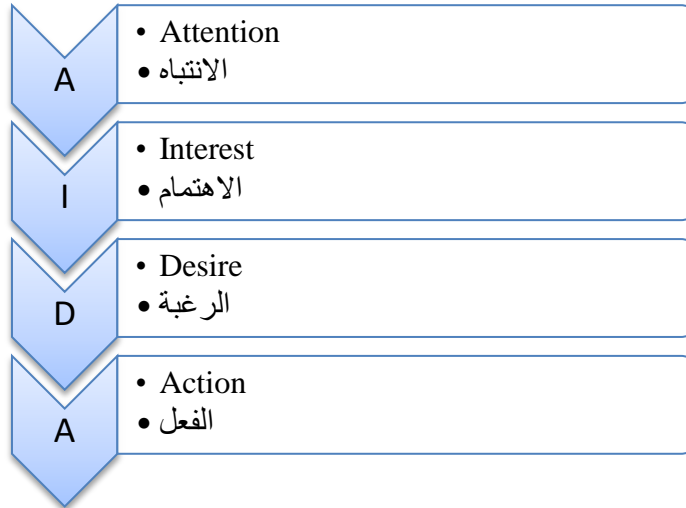 A
• Attention
• الانتباه
I
• Interest
• الاهتمام
D
• Desire
• الرغبة
A
• Action
• الفعل